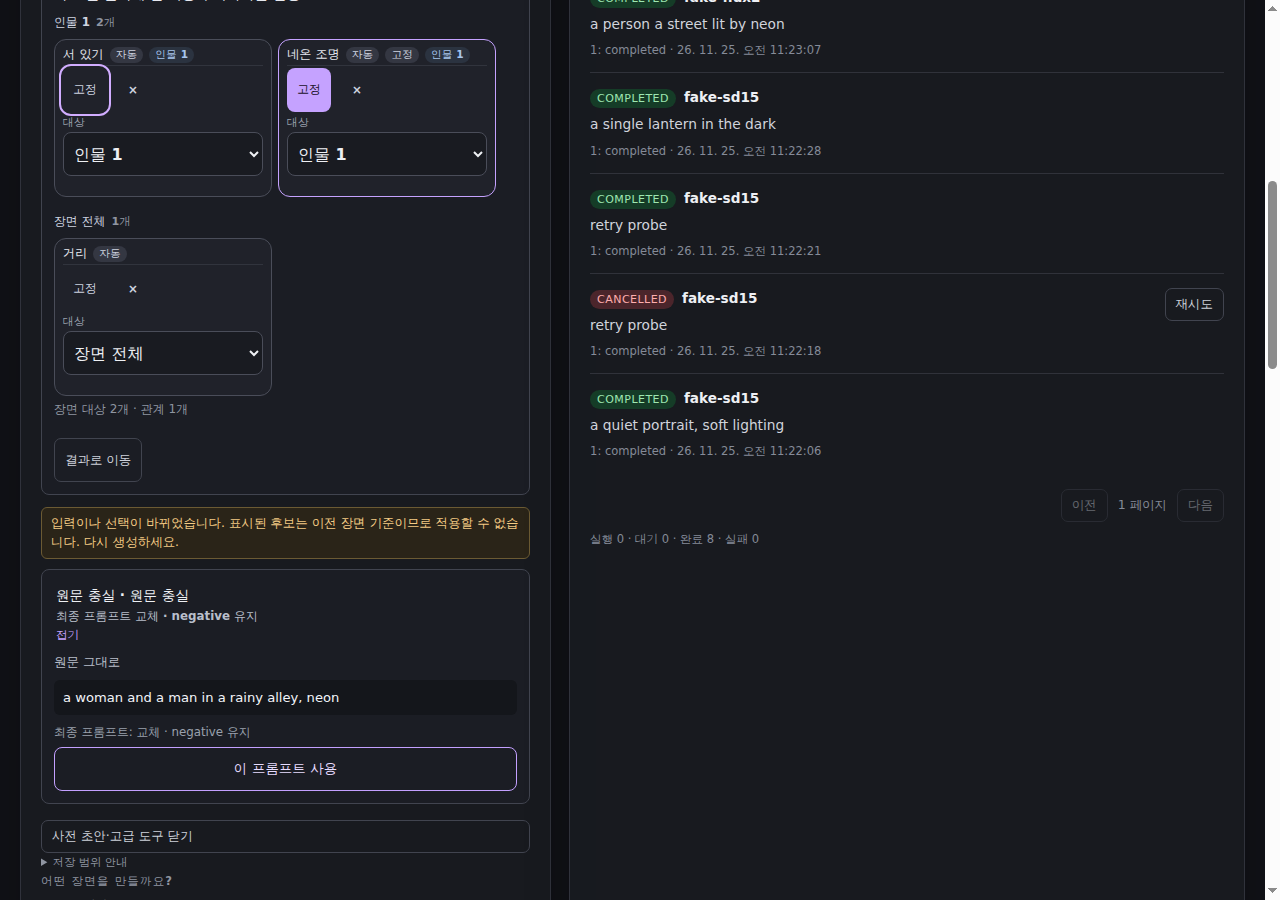 인물 1 2개
서 있기 자동 인물 1
고정 ×
대상
인물 1
네온 조명 자동 고정 인물 1
고정 ×
대상
인물 1
장면 전체 1개
거리 자동
고정 ×
대상
장면 전체
장면 대상 2개 · 관계 1개
결과로 이동
입력이나 선택이 바뀌었습니다. 표시된 후보는 이전 장면 기준이므로 적용할 수 없습
니다. 다시 생성하세요.
원문 충실 · 원문 충실
최종 프롬프트 교체 · negative 유지
접기
원문 그대로
a woman and a man in a rainy alley, neon
최종 프롬프트: 교체 · negative 유지
이 프롬프트 사용
사전 초안·고급 도구 닫기
▶ 저장 범위 안내
어떤 장면을 만들까요?
a person a street lit by neon
1: completed · 26. 11. 25. 오전 11:23:07
COMPLETED fake-sd15
a single lantern in the dark
1: completed · 26. 11. 25. 오전 11:22:28
COMPLETED fake-sd15
retry probe
1: completed · 26. 11. 25. 오전 11:22:21
CANCELLED fake-sd15
재시도
retry probe
1: completed · 26. 11. 25. 오전 11:22:18
COMPLETED fake-sd15
a quiet portrait, soft lighting
1: completed · 26. 11. 25. 오전 11:22:06
이전 1 페이지 다음
실행 0 · 대기 0 · 완료 8 · 실패 0